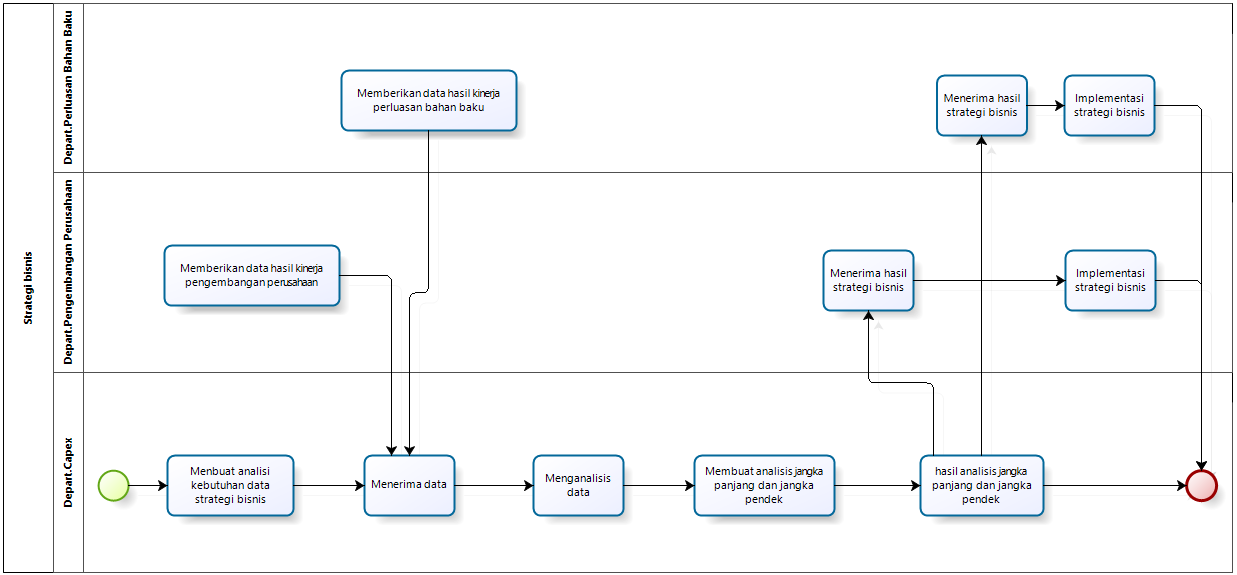 Strategi bisnis
Depart.Perluasan Bahan Baku
Memberikan data hasil kinerja
perluasan bahan baku
Menerima hasil
strategi bisnis
Implementasi
strategi bisnis
Depart.Pengembangan Perusahaan
Memberikan data hasil kinerja
pengembangan perusahaan
Menerima hasil
strategi bisnis
Implementasi
strategi bisnis
Depart.Capex
Menbuat analisi
kebutuhan data
strategi bisnis
Menerima data
Menganalisis
data
Membuat analisis jangka
panjang dan jangka
pendek
hasil analisis jangka
panjang dan jangka
pendek